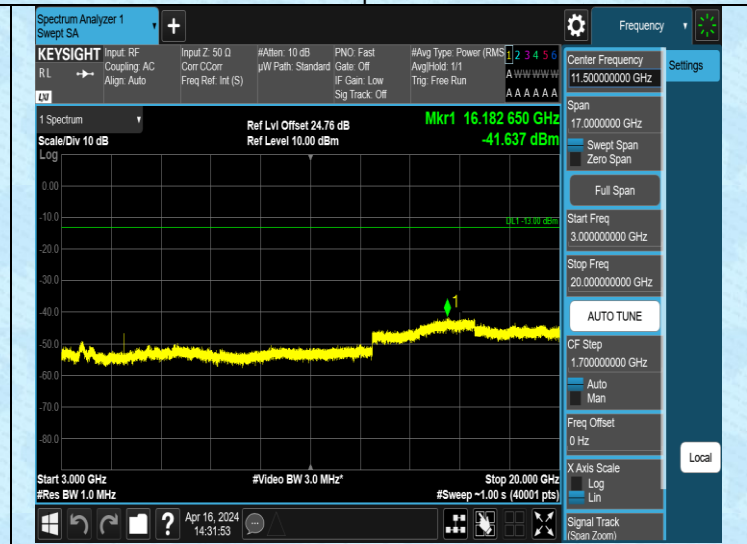 Spectrum Analyzer 1
Swept SA
+
Frequency
KEYSIGHT
RL
LXI
Input: RF
Coupling: AC
Align: Auto
Input Z: 50 Ω
Corr CCorr
Freq Ref: Int (S)
#Atten: 10 dB
µW Path: Standard
PNO: Fast
Gate: Off
IF Gain: Low
Sig Track: Off
#Avg Type: Power (RMS
Avg|Hold: 1/1
Trig: Free Run
1 2 3 4 5 6
A W W W W W
A A A A A A
1 Spectrum
Scale/Div 10 dB
Log
Ref Lvl Offset 24.76 dB
Ref Level 10.00 dBm
Mkr1 16.182 650 GHz
-41.637 dBm
0.00
-10.0
DL1 -13.00 dBm
-20.0
-30.0
-40.0
1
-50.0
-60.0
-70.0
-80.0
Start 3.000 GHz
#Res BW 1.0 MHz
#Video BW 3.0 MHz*
Stop 20.000 GHz
#Sweep ~1.00 s (40001 pts)
Center Frequency
11.500000000 GHz
Settings
Span
17.0000000 GHz
Swept Span
Zero Span
Full Span
Start Freq
3.000000000 GHz
Stop Freq
20.000000000 GHz
AUTO TUNE
CF Step
1.700000000 GHz
Auto
Man
Freq Offset
0 Hz
X Axis Scale
Log
Lin
Local
Signal Track
(Span Zoom)
?
Apr 16, 2024
14:31:53